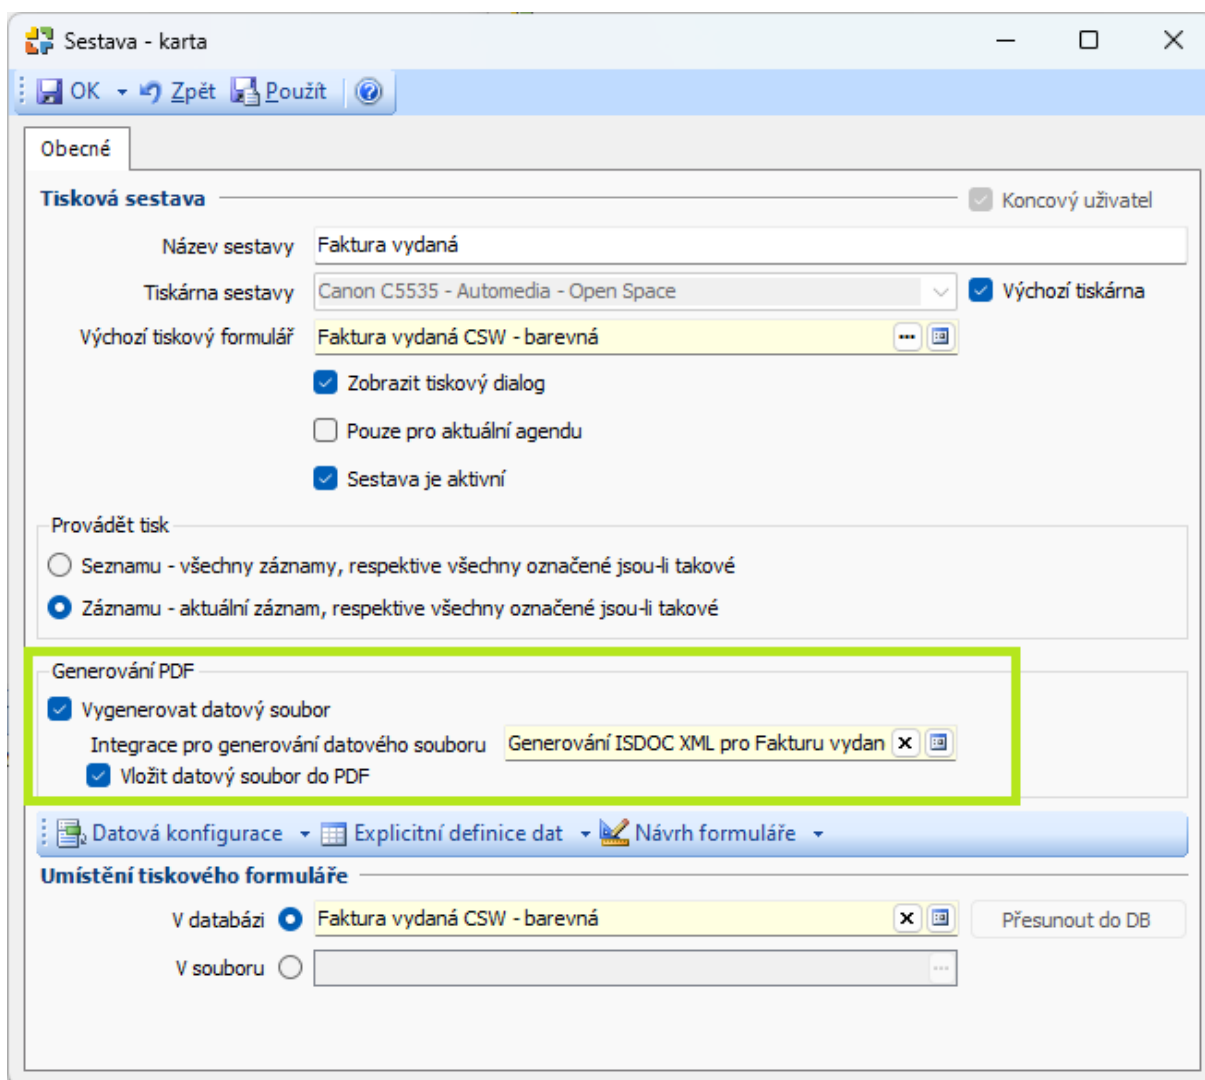 Sestava - karta
OK Zpět Použít
Obecné
Tisková sestava Koncový uživatel
Název sestavy Faktura vydaná
Tiskárna sestavy Canon C5535 - Automedia - Open Space Výchozí tiskárna
Výchozí tiskový formulář Faktura vydaná CSW - barevná
Zobrazit tiskový dialog
Pouze pro aktuální agendu
Sestava je aktivní
Provádět tisk
Seznamu - všechny záznamy, respektive všechny označené jsou-li takové
Záznamu - aktuální záznam, respektive všechny označené jsou-li takové
Generování PDF
Vygenerovat datový soubor
Integrace pro generování datového souboru Generování ISDOC XML pro Fakturu vydan
Vložit datový soubor do PDF
Datová konfigurace Explicitní definice dat Návrh formuláře
Umístění tiskového formuláře
V databázi Faktura vydaná CSW - barevná Přesunout do DB
V souboru